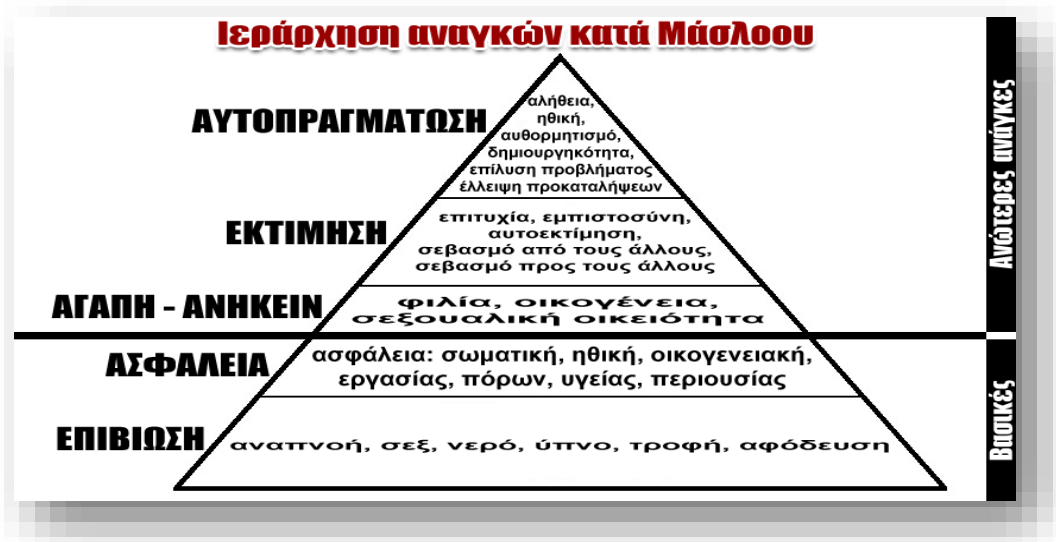 Ιεράρχηση αναγκών κατά Μάσλοου
ΑΥΤΟΠΡΑΓΜΑΤΩΣΗ
αλήθεια,
ηθική,
αυθορμητισμό,
δημιουργηκότητα,
επίλυση προβλήματος
έλλειψη προκαταλήψεων
ΕΚΤΙΜΗΣΗ
επιτυχία, εμπιστοσύνη,
αυτοεκτίμηση,
σεβασμό από τους άλλους,
σεβασμό προς τους άλλους
ΑΓΑΠΗ - ΑΝΗΚΕΙΝ
φιλία, οικογένεια,
σεξουαλική οικειότητα
Ανώτερες ανάγκες
ΑΣΦΑΛΕΙΑ
ασφάλεια: σωματική, ηθική, οικογενειακή,
εργασίας, πόρων, υγείας, περιουσίας
ΕΠΙΒΙΩΣΗ
αναπνοή, σεξ, νερό, ύπνο, τροφή, αφόδευση
Βασικές